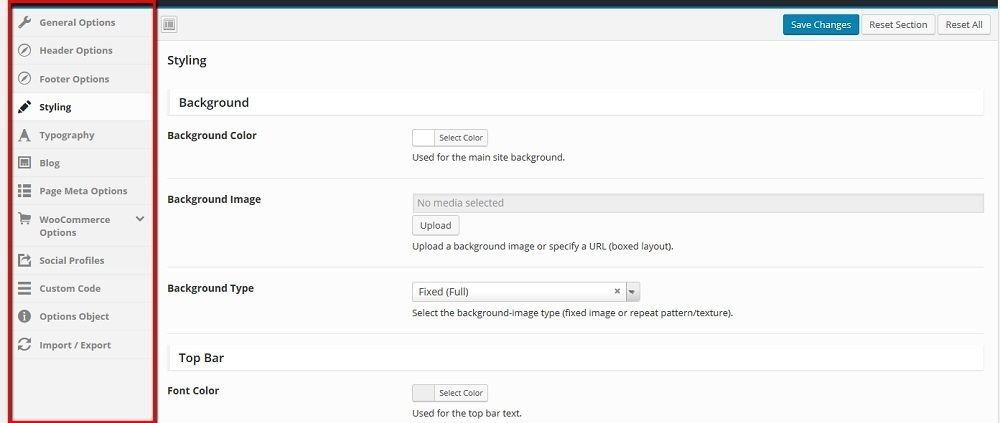 General Options
Header Options
Footer Options
Styling
Typography
Blog
Page Meta Options
WooCommerce
Options
Social Profiles
Custom Code
Options Object
Import / Export
Save Changes Reset Section Reset All
Styling
Background
Background Color
Select Color
Used for the main site background.
Background Image
No media selected
Upload
Upload a background image or specify a URL (boxed layout).
Background Type
Fixed (Full)
Select the background-image type (fixed image or repeat pattern/texture).
Top Bar
Font Color
Select Color
Used for the top bar text.